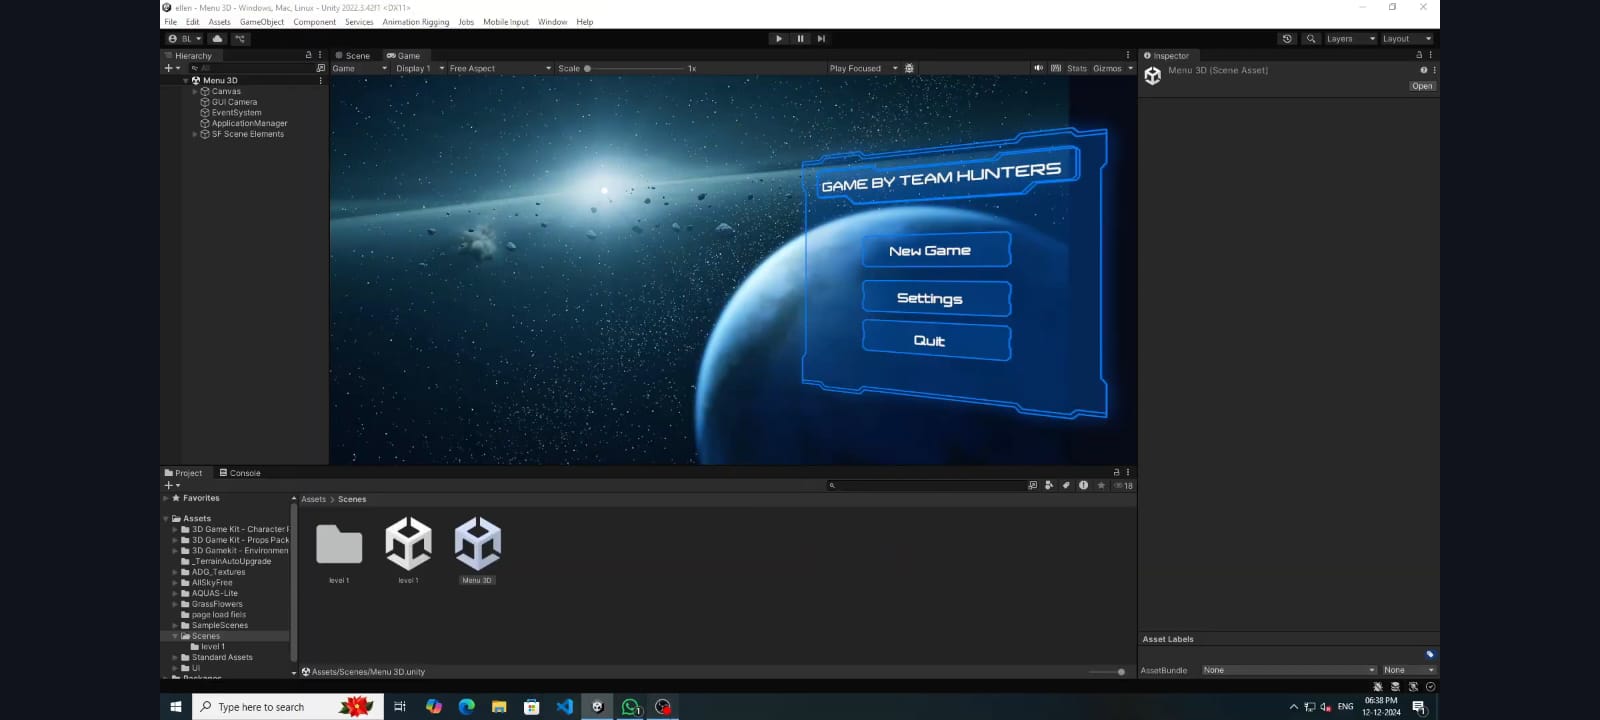 ellen - Menu 3D - Windows, Mac, Linux - Unity 2022.3.42f1 <DX11>
File Edit Assets GameObject Component Services Animation Rigging Jobs Mobile Input Window Help
BL Layers Layout
Hierarchy Scene Game Inspector
All Game Display 1 Free Aspect Scale 1x Play Focused Stats Gizmos Menu 3D (Scene Asset)
Open
Menu 3D
Canvas
GUI Camera
EventSystem
ApplicationManager
SF Scene Elements
GAME BY TEAM HUNTERS
New Game
Settings
Quit
Project Console
18
Favorites
Assets > Scenes
Assets
3D Game Kit - Character
3D Game Kit - Props Pack
3D Gamekit - Environmen
_TerrainAutoUpgrade
ADG_Textures
AllSkyFree
AQUAS-Lite
GrassFlowers
page load fiels
SampleScenes
Scenes
level 1
Standard Assets
UI
Packages
level 1 level 1 Menu 3D
Assets/Scenes/Menu 3D.unity
Asset Labels
AssetBundle None None
Type here to search
ENG
06:38 PM
12-12-2024
1